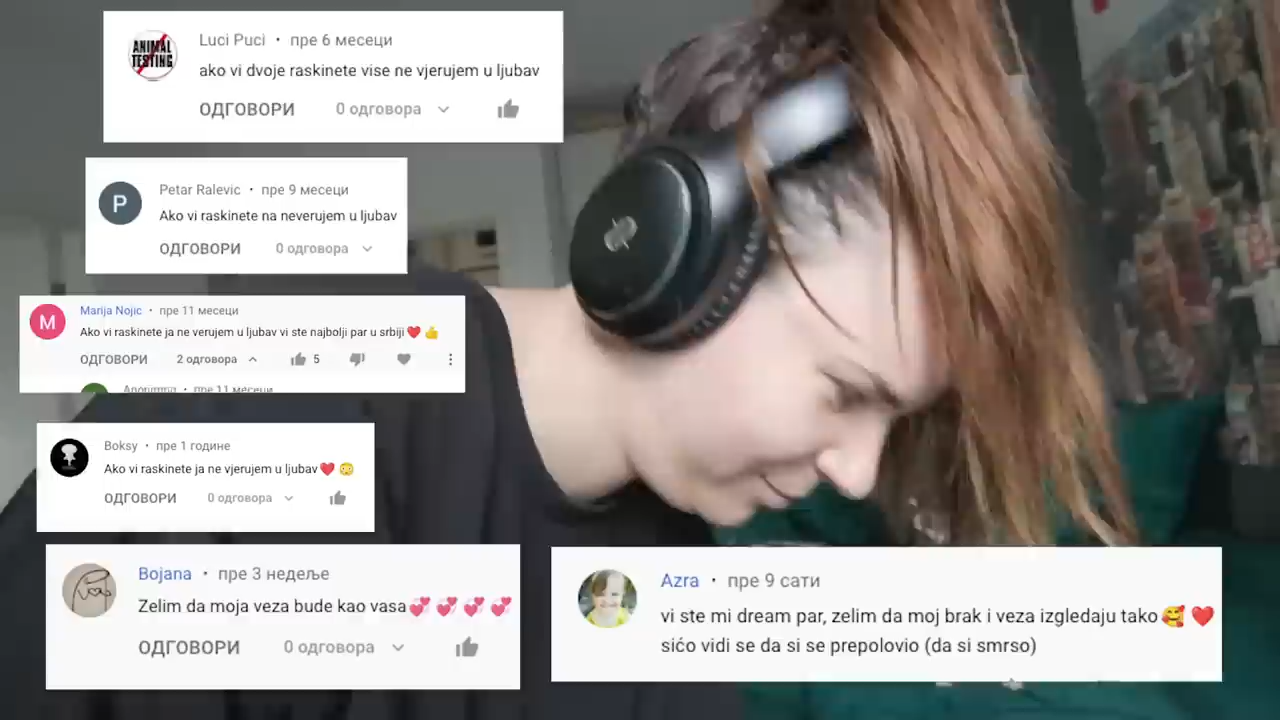 ANIMAL
TESTING
Luci Puci • пре 6 месеци
ako vi dvoje raskinete vise ne vjerujem u ljubav
ОДГОВОРИ 0 одговора
P
Petar Ralevic • пре 9 месеци
Ako vi raskinete na neverujem u ljubav
ОДГОВОРИ 0 одговора
M
Marija Nojic • пре 11 месеци
Ako vi raskinete ja ne verujem u ljubav vi ste najbolji par u srbiji❤️ 👍
ОДГОВОРИ 2 одговора 5
пре 11 месеци
Boksy • пре 1 године
Ako vi raskinete ja ne vjerujem u ljubav❤️ 😳
ОДГОВОРИ 0 одговора
Bojana • пре 3 недеље
Zelim da moja veza bude kao vasa💞 💞 💞 💞
ОДГОВОРИ 0 одговора
Azra • пре 9 сати
vi ste mi dream par, zelim da moj brak i veza izgledaju tako🥰 ❤️
sićo vidi se da si se prepolovio (da si smrso)